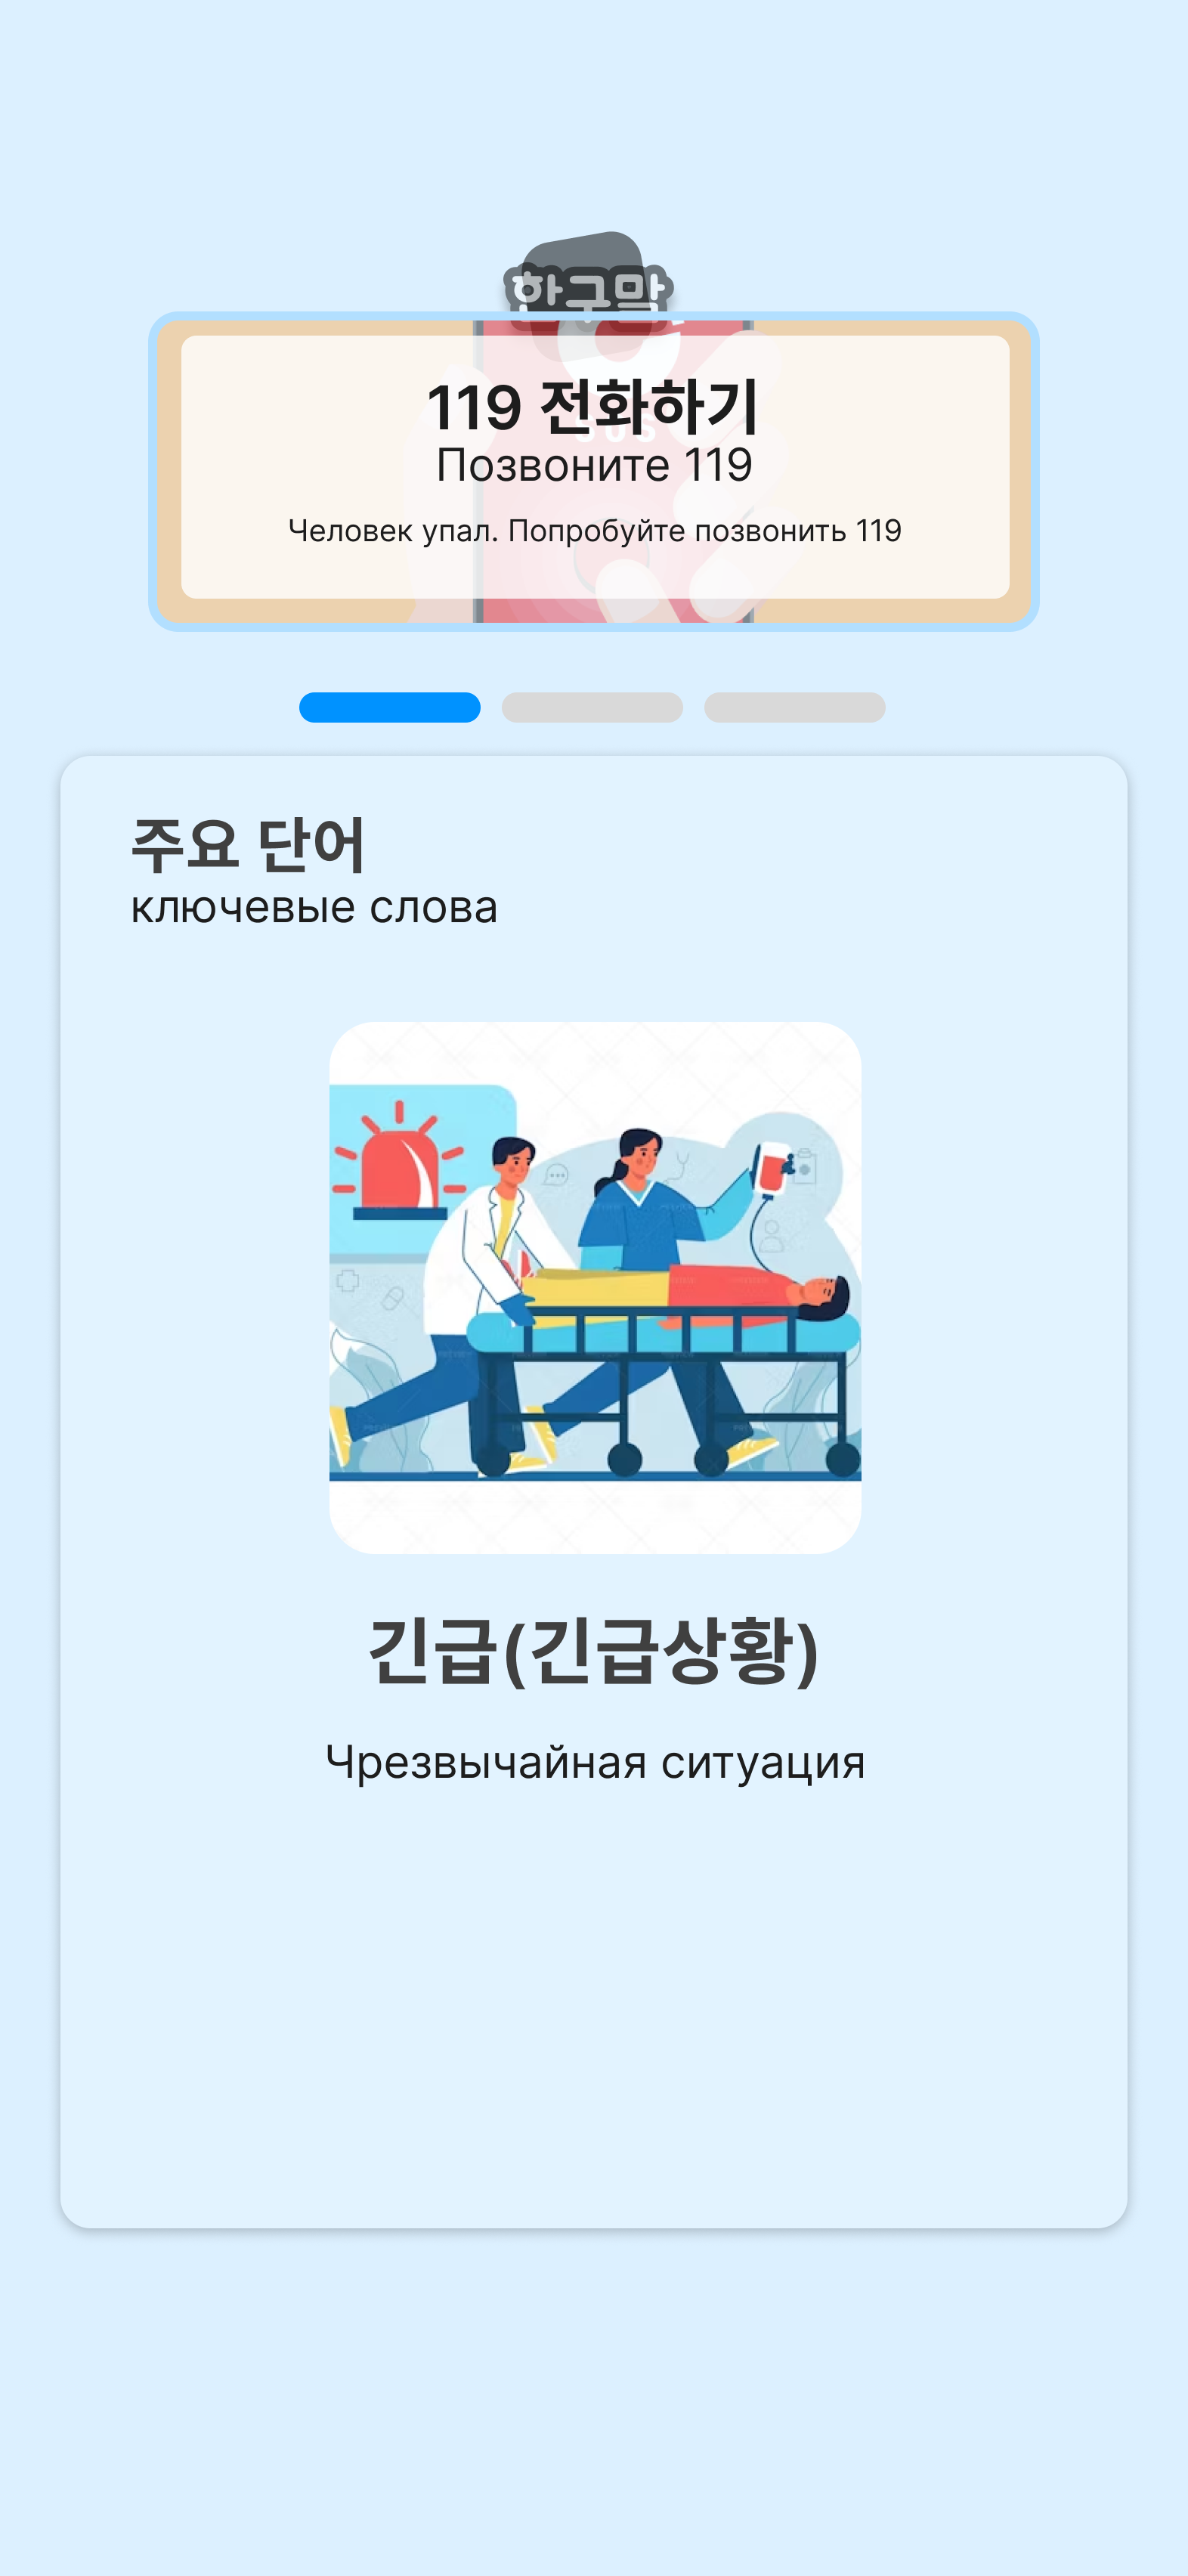 한국말
119 전화하기
Позвоните 119
Человек упал. Попробуйте позвонить 119
주요 단어
ключевые слова
긴급(긴급상황)
Чрезвычайная ситуация